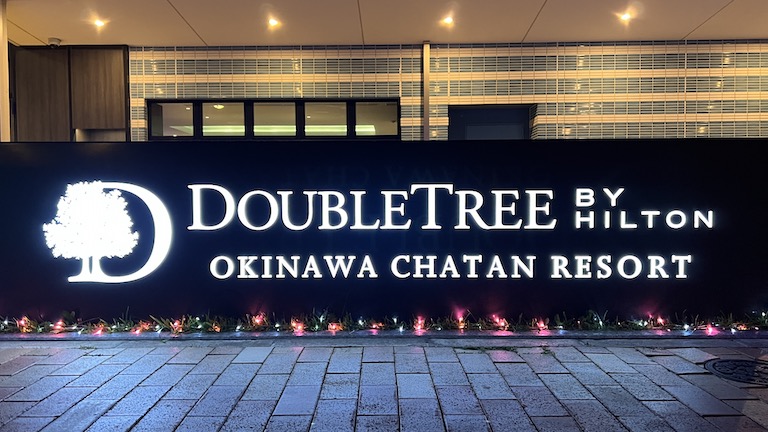 DOUBLETREE BY HILTON
OKINAWA CHATAN RESORT